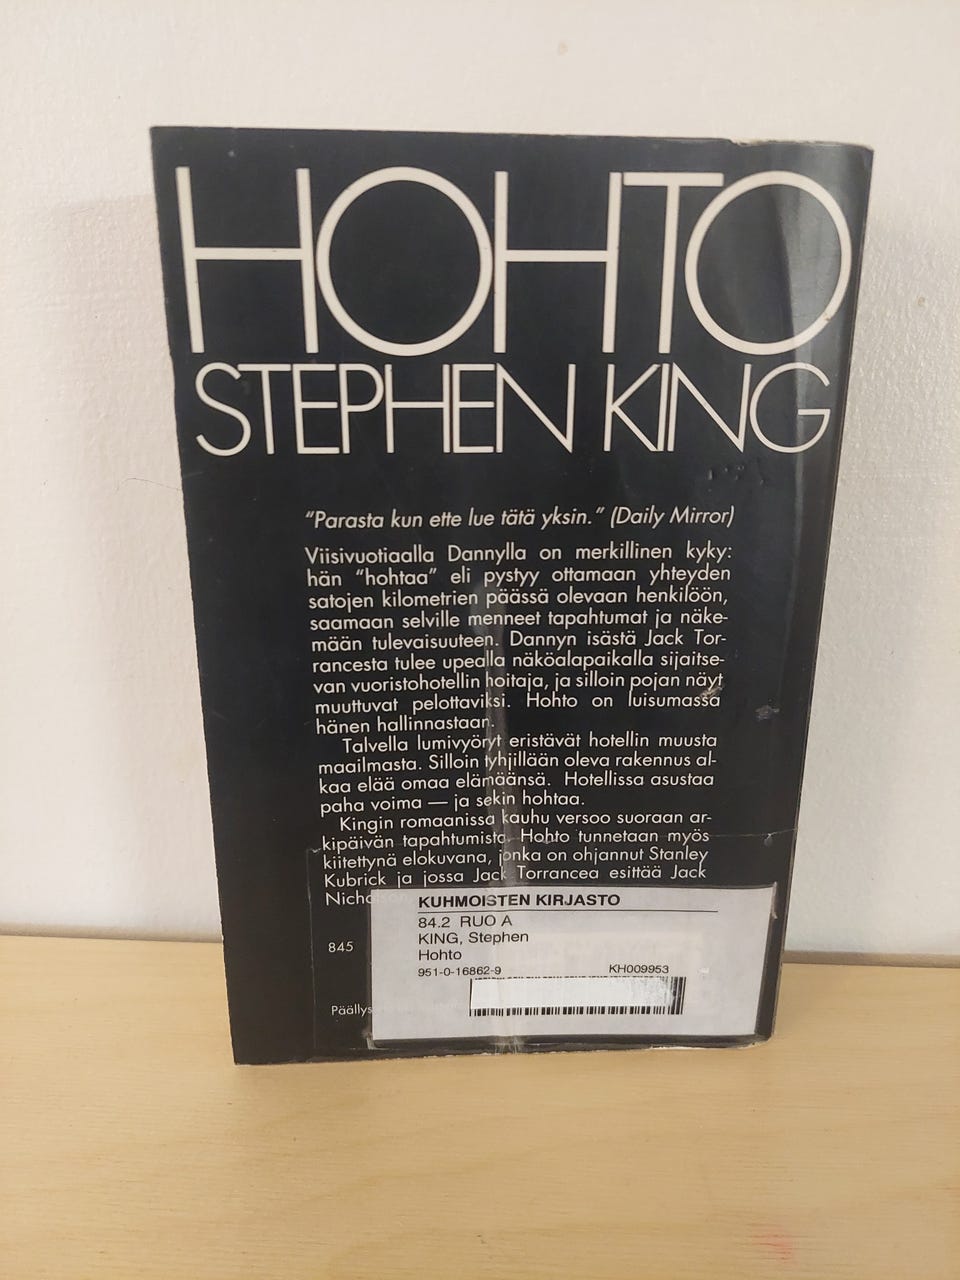 HOHTO
STEPHEN KING
"Parasta kun ette lue tätä yksin." (Daily Mirror)
Viisivuotiaalla Dannylla on merkillinen kyky:
hän "hohtaa" eli pystyy ottamaan yhteyden
satojen kilometrien päässä olevaan henkilöön,
saamaan selville menneet tapahtumat ja näke-
mään tulevaisuuteen. Dannyn isästä Jack Tor-
rancesta tulee upealla näköalapaikalla sijaitse-
van vuoristohotellin hoitaja, ja silloin pojan näyt
muuttuvat pelottaviksi. Hohto on luisumassa
hänen hallinnastaan.
Talvella lumivyöryt eristävät hotellin muusta
maailmasta. Silloin tyhjillään oleva rakennus al-
kaa elää omaa elämäänsä. Hotellissa asustaa
paha voima — ja sekin hohtaa.
Kingin romaanissa kauhu versoo suoraan ar-
kipäivän tapahtumista. Hohto tunnetaan myös
kiitettynä elokuvana, jonka on ohjannut Stanley
Kubrick ja jossa Jack Torrancea esittää Jack
KUHMOISTEN KIRJASTO
84.2 RUO A
KING, Stephen
845
Hohto
951-0-16862-9 KH009953